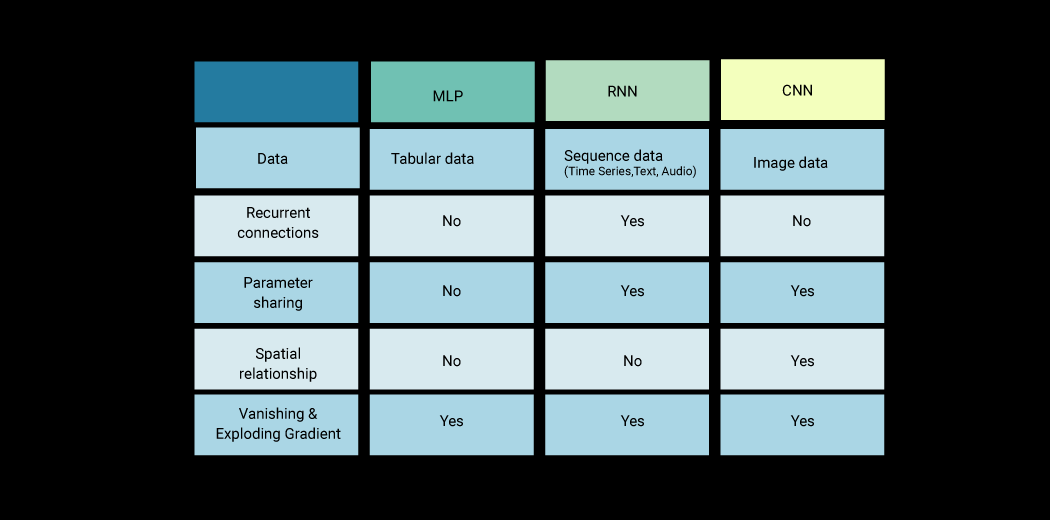 MLP
RNN
CNN
Data
Tabular data
Sequence data
(Time Series,Text, Audio)
Image data
Recurrent
connections
No
Yes
No
Parameter
sharing
No
Yes
Yes
Spatial
relationship
No
No
Yes
Vanishing &
Exploding Gradient
Yes
Yes
Yes